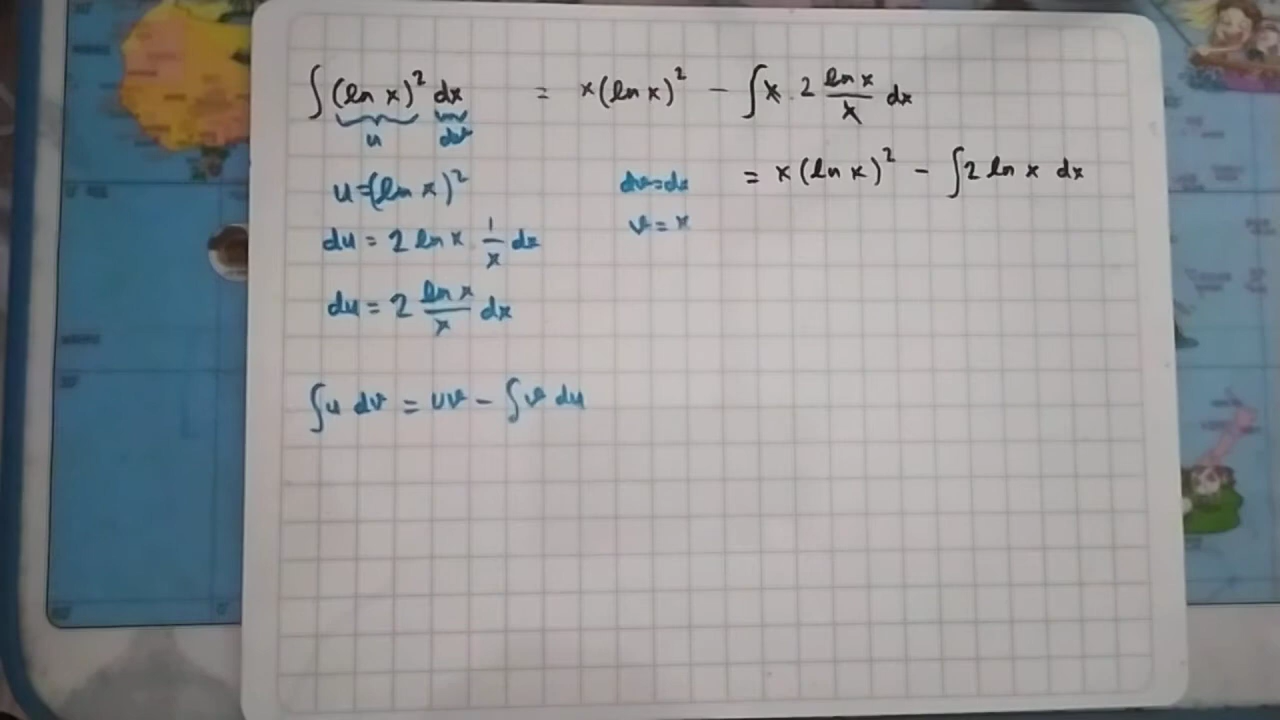 ∫ (ln x)² dx = x(ln x)² − ∫ x · 2 (ln x)/x dx
u dv
= x(ln x)² − ∫ 2 ln x dx
u = (ln x)² dv = dx
du = 2 ln x · 1/x dx v = x
du = 2 (ln x)/x dx
∫ u dv = uv − ∫ v du